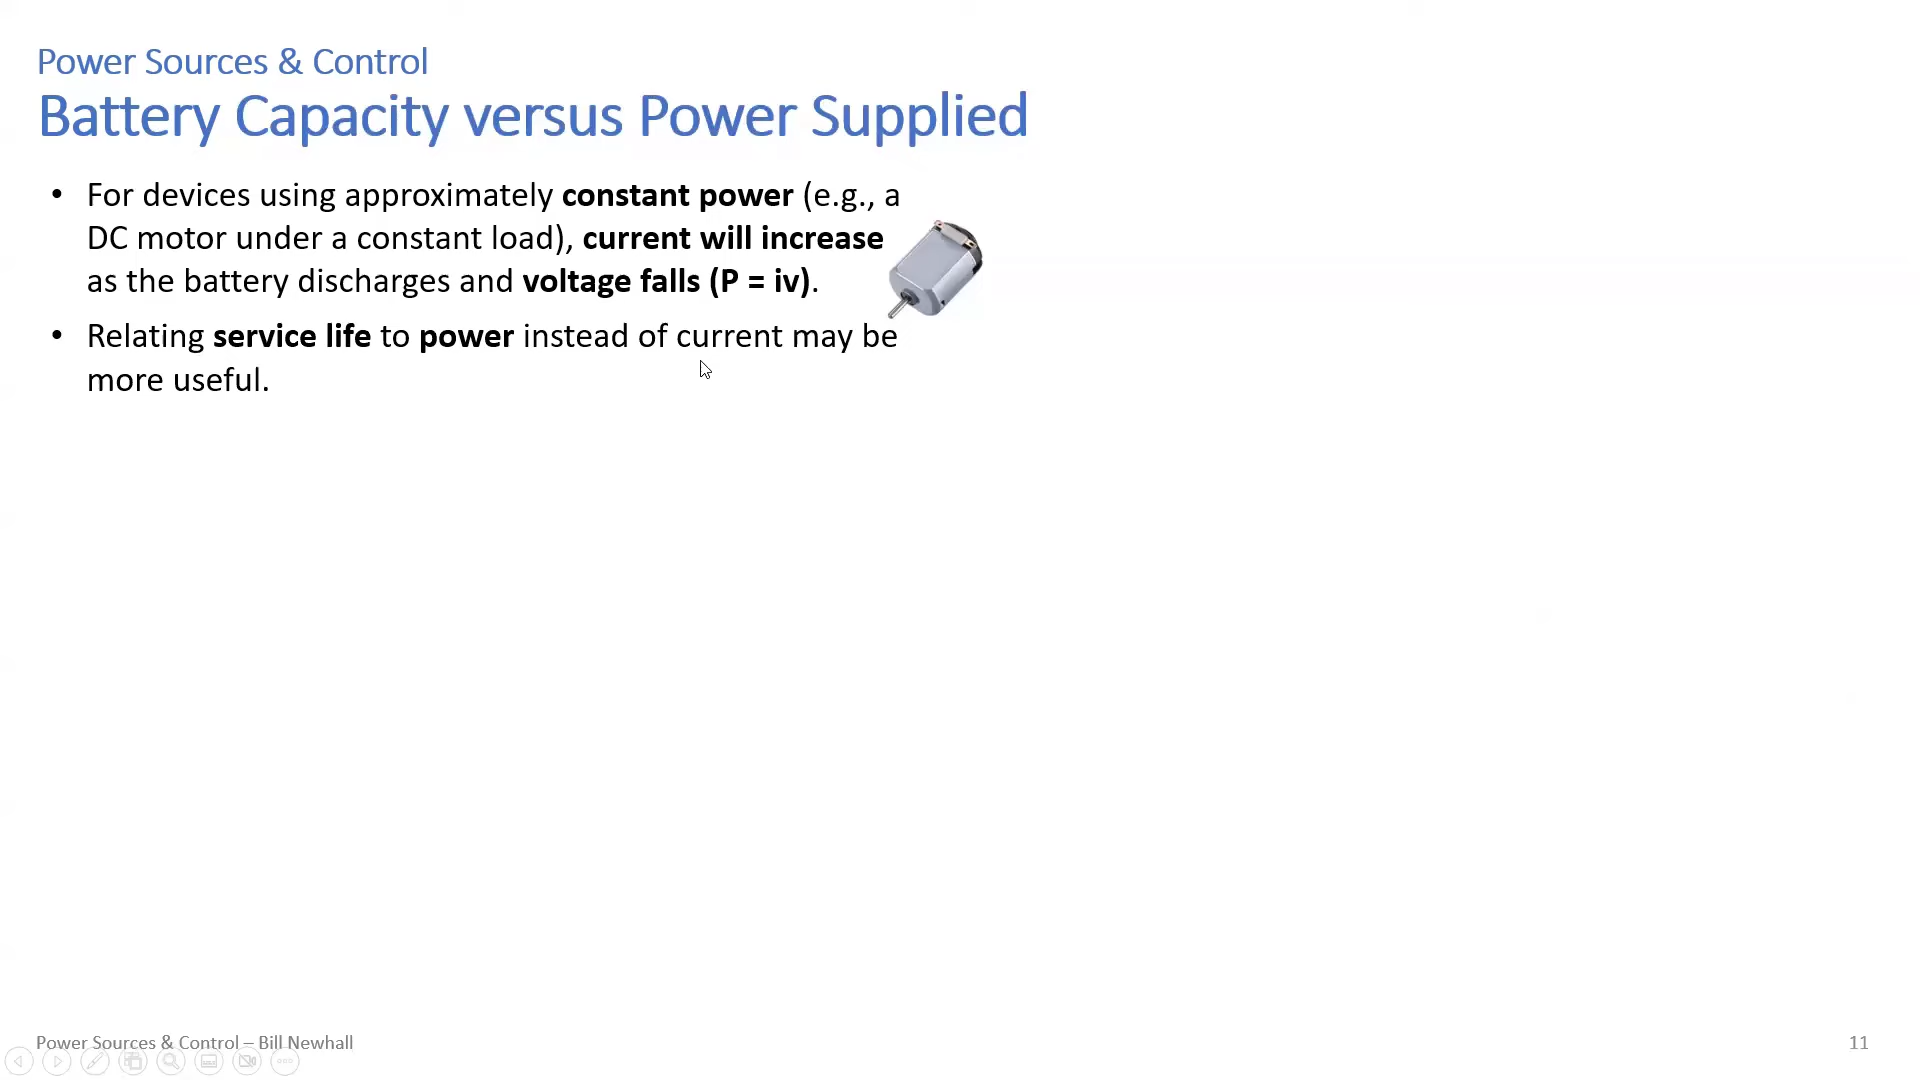 Power Sources & Control
Battery Capacity versus Power Supplied
• For devices using approximately constant power (e.g., a
DC motor under a constant load), current will increase
as the battery discharges and voltage falls (P = iv).
• Relating service life to power instead of current may be
more useful.
Power Sources & Control – Bill Newhall
11